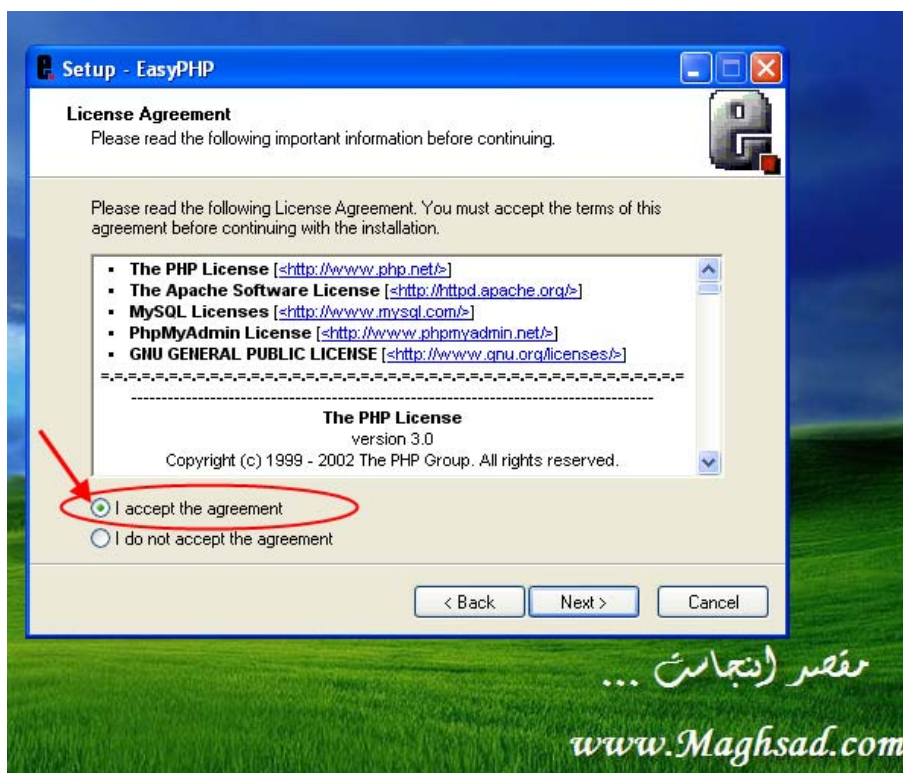 Setup - EasyPHP
License Agreement
Please read the following important information before continuing.
Please read the following License Agreement. You must accept the terms of this
agreement before continuing with the installation.
▪ The PHP License [<http://www.php.net/>]
▪ The Apache Software License [<http://httpd.apache.org/>]
▪ MySQL Licenses [<http://www.mysql.com/>]
▪ PhpMyAdmin License [<http://www.phpmyadmin.net/>]
▪ GNU GENERAL PUBLIC LICENSE [<http://www.gnu.org/licenses/>]
=-=-=-=-=-=-=-=-=-=-=-=-=-=-=-=-=-=-=-=-=-=-=-=-=-=-=-=-=-=-=-=-=-=-=-=-=-=-=-=-=
--------------------------------------------------------------------------------------
The PHP License
version 3.0
Copyright (c) 1999 - 2002 The PHP Group. All rights reserved.
I accept the agreement
I do not accept the agreement
< Back Next > Cancel
مقصد اینجاست ...
www.Maghsad.com